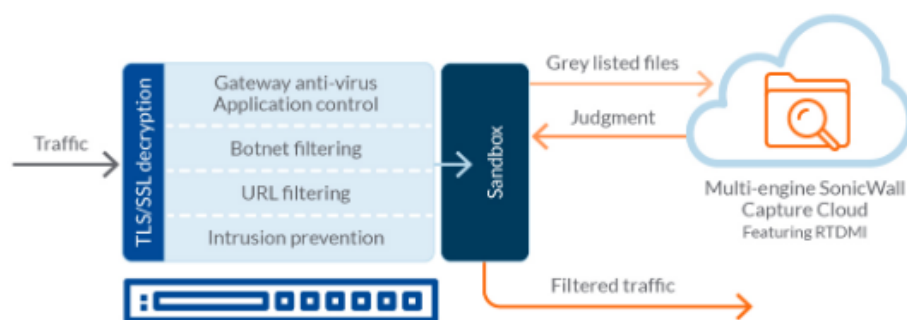 Traffic
TLS/SSL decryption
Gateway anti-virus
Application control
Botnet filtering
URL filtering
Intrusion prevention
Sandbox
Grey listed files
Judgment
Multi-engine SonicWall
Capture Cloud
Featuring RTDMI
Filtered traffic